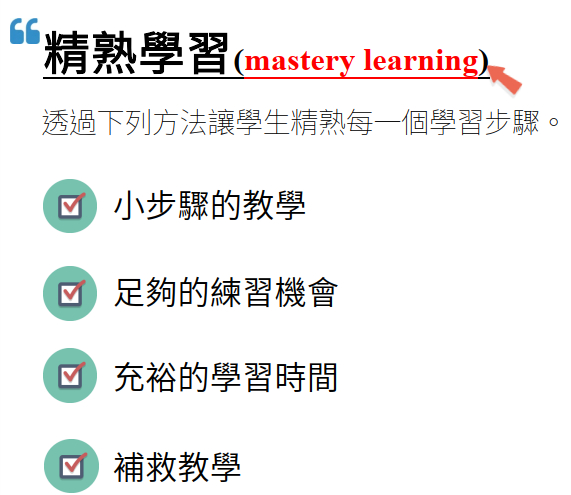 精熟學習(mastery learning)
透過下列方法讓學生精熟每一個學習步驟。
小步驟的教學
足夠的練習機會
充裕的學習時間
補救教學